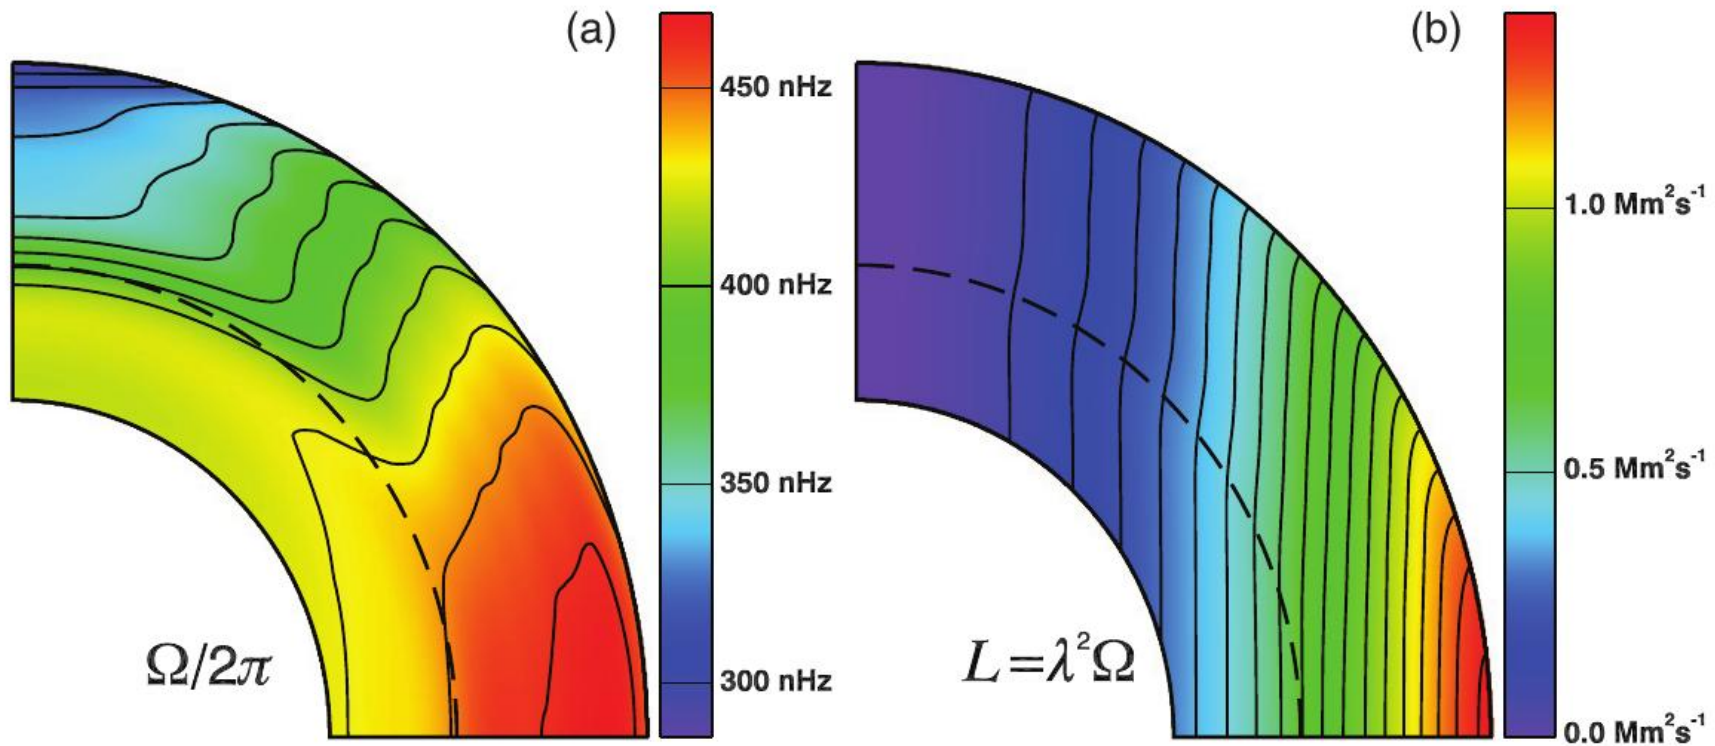 (a)
450 nHz
400 nHz
350 nHz
300 nHz
Ω/2π
(b)
1.0 Mm²s⁻¹
0.5 Mm²s⁻¹
0.0 Mm²s⁻¹
L=λ²Ω